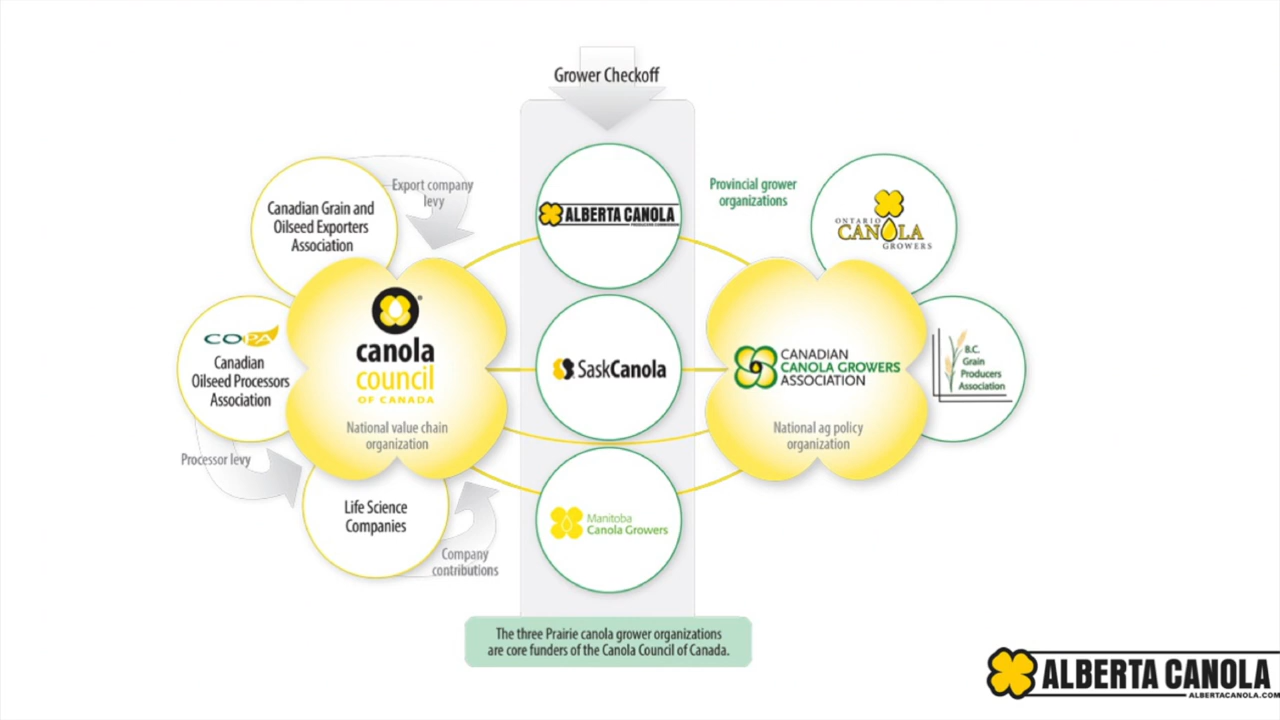 Grower Checkoff
Canadian Grain and
Oilseed Exporters
Association
Export company
levy
ALBERTA CANOLA
Provincial grower
organizations
ONTARIO
CANOLA
GROWERS
COPA
Canadian
Oilseed Processors
Association
canola
council
OF CANADA
National value chain
organization
SaskCanola
CANADIAN
CANOLA GROWERS
ASSOCIATION
National ag policy
organization
B.C.
Grain
Producers
Association
Processor levy
Life Science
Companies
Company
contributions
Manitoba
Canola Growers
The three Prairie canola grower organizations
are core funders of the Canola Council of Canada.
ALBERTA CANOLA
ALBERTACANOLA.COM